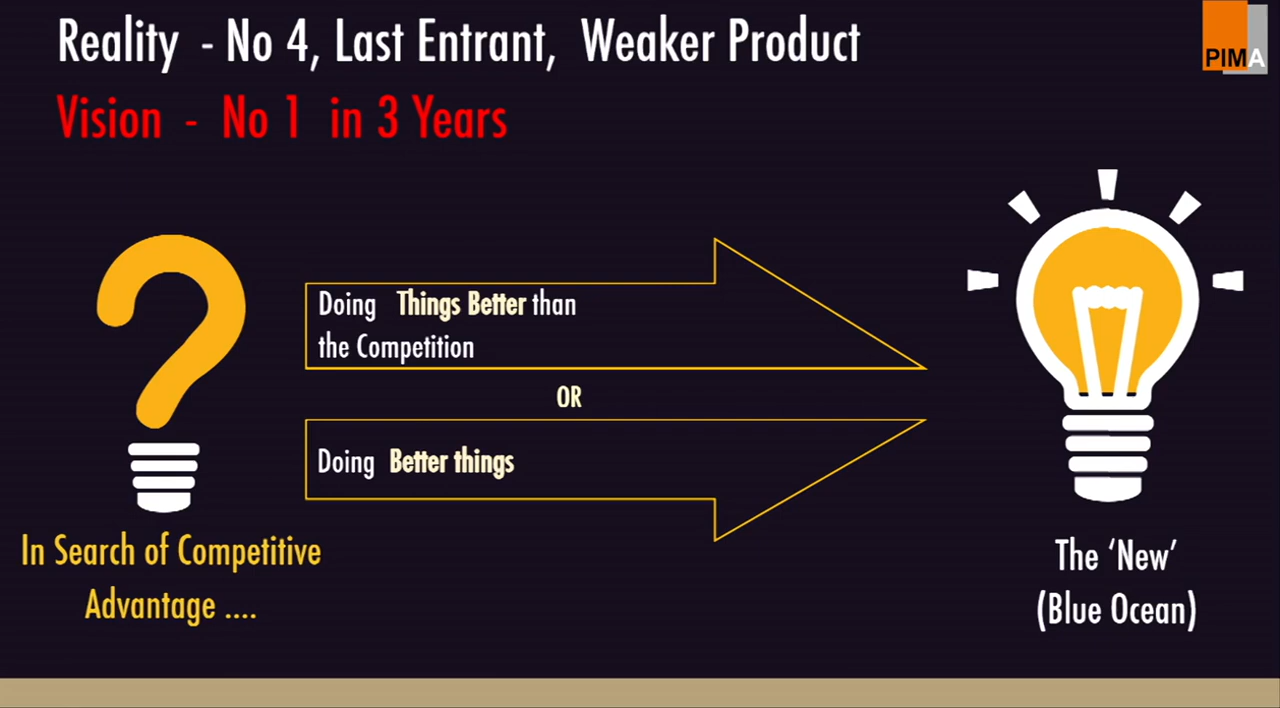 Reality - No 4, Last Entrant, Weaker Product
PIMA
Vision - No 1 in 3 Years
Doing Things Better than
the Competition
OR
Doing Better things
In Search of Competitive
Advantage ....
The ‘New’
(Blue Ocean)